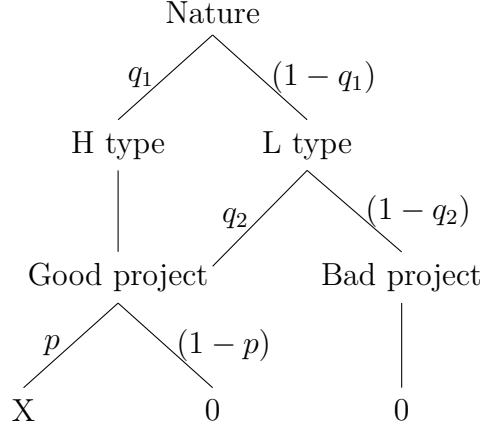 Nature
q₁ (1 − q₁)
H type L type
q₂ (1 − q₂)
Good project Bad project
p (1 − p)
X 0 0